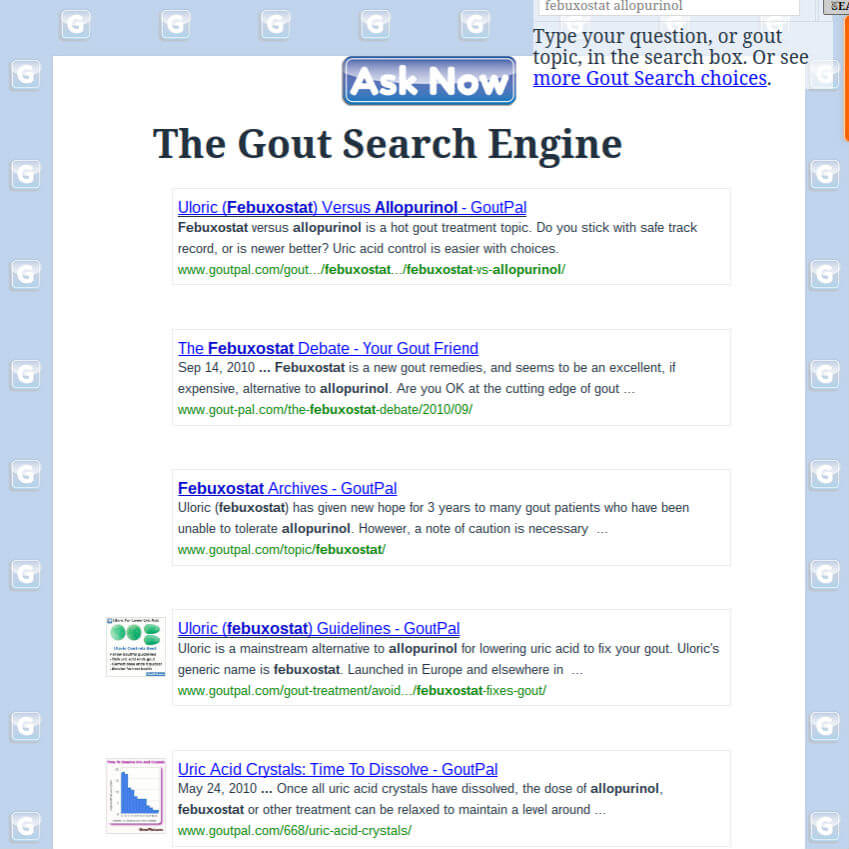 febuxostat allopurinol
SEA
Type your question, or gout
topic, in the search box. Or see
more Gout Search choices.
Ask Now
The Gout Search Engine
Uloric (Febuxostat) Versus Allopurinol - GoutPal
Febuxostat versus allopurinol is a hot gout treatment topic. Do you stick with safe track
record, or is newer better? Uric acid control is easier with choices.
www.goutpal.com/gout.../febuxostat.../febuxostat-vs-allopurinol/
The Febuxostat Debate - Your Gout Friend
Sep 14, 2010 ... Febuxostat is a new gout remedies, and seems to be an excellent, if
expensive, alternative to allopurinol. Are you OK at the cutting edge of gout ...
www.gout-pal.com/the-febuxostat-debate/2010/09/
Febuxostat Archives - GoutPal
Uloric (febuxostat) has given new hope for 3 years to many gout patients who have been
unable to tolerate allopurinol. However, a note of caution is necessary ...
www.goutpal.com/topic/febuxostat/
Uloric (febuxostat) Guidelines - GoutPal
Uloric is a mainstream alternative to allopurinol for lowering uric acid to fix your gout. Uloric's
generic name is febuxostat. Launched in Europe and elsewhere in ...
www.goutpal.com/gout-treatment/avoid.../febuxostat-fixes-gout/
Uric Acid Crystals: Time To Dissolve - GoutPal
May 24, 2010 ... Once all uric acid crystals have dissolved, the dose of allopurinol,
febuxostat or other treatment can be relaxed to maintain a level around ...
www.goutpal.com/668/uric-acid-crystals/